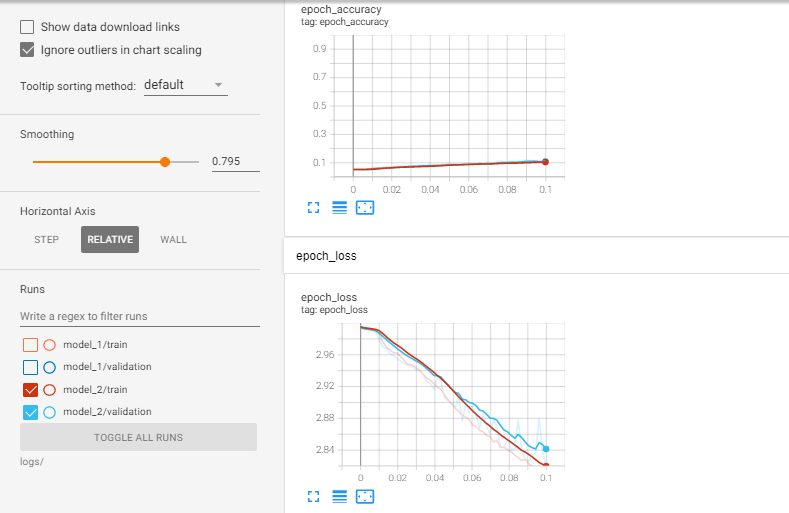 Show data download links
Ignore outliers in chart scaling
Tooltip sorting method: default
Smoothing
0.795
Horizontal Axis
STEP RELATIVE WALL
Runs
Write a regex to filter runs
model_1/train
model_1/validation
model_2/train
model_2/validation
TOGGLE ALL RUNS
logs/
epoch_accuracy
tag: epoch_accuracy
0.9
0.7
0.5
0.3
0.1
0 0.02 0.04 0.06 0.08 0.1
epoch_loss
epoch_loss
tag: epoch_loss
2.96
2.92
2.88
2.84
0 0.02 0.04 0.06 0.08 0.1